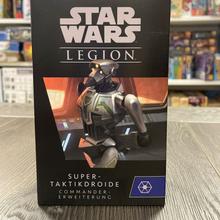 STAR
WARS
LEGION
SUPER-
TAKTIKDROIDE
COMMANDER-
ERWEITERUNG